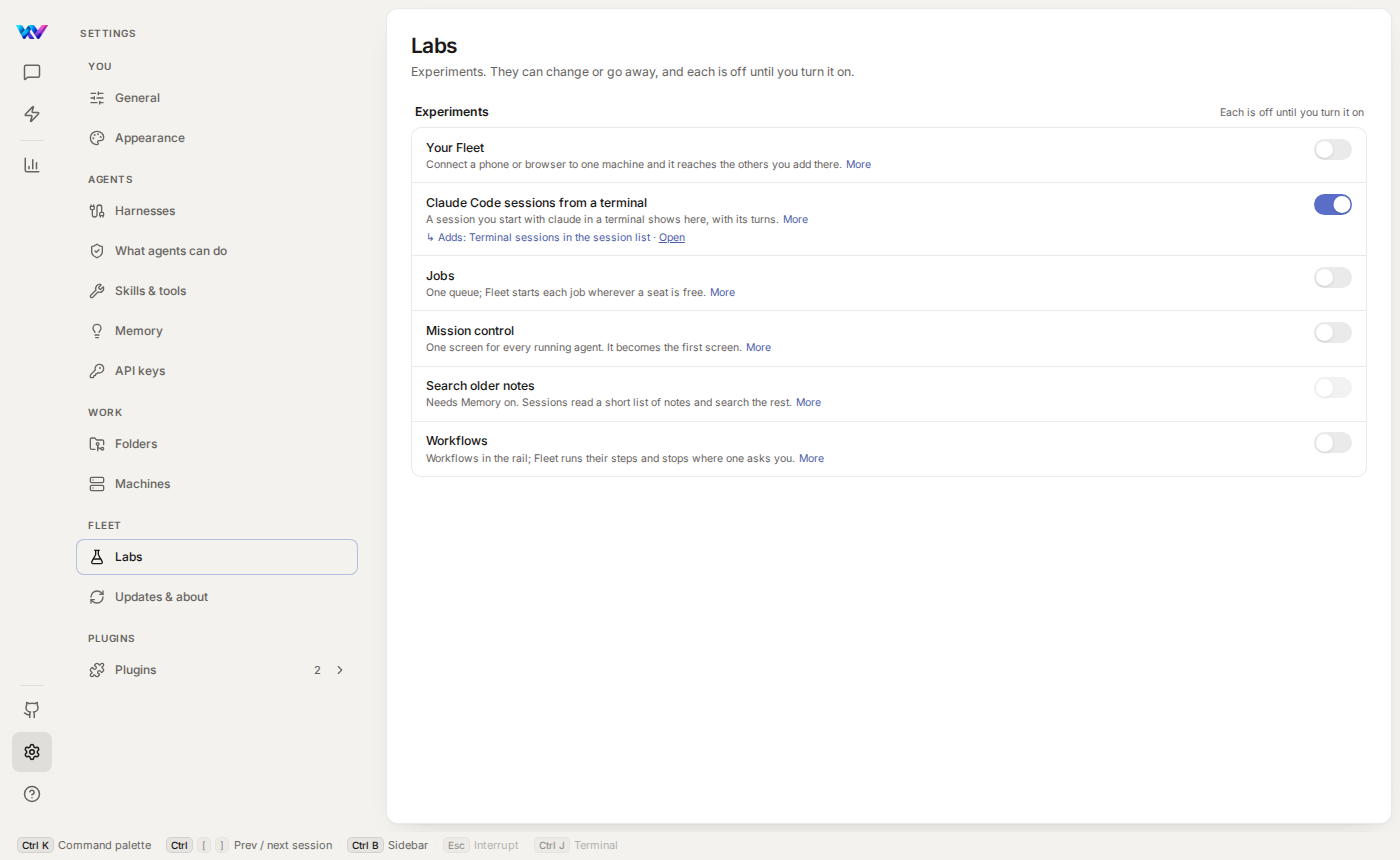 SETTINGS
YOU
General
Appearance
AGENTS
Harnesses
What agents can do
Skills & tools
Memory
API keys
WORK
Folders
Machines
FLEET
Labs
Updates & about
PLUGINS
Plugins 2
Labs
Experiments. They can change or go away, and each is off until you turn it on.
Experiments Each is off until you turn it on
Your Fleet
Connect a phone or browser to one machine and it reaches the others you add there. More
Claude Code sessions from a terminal
A session you start with claude in a terminal shows here, with its turns. More
↳ Adds: Terminal sessions in the session list · Open
Jobs
One queue; Fleet starts each job wherever a seat is free. More
Mission control
One screen for every running agent. It becomes the first screen. More
Search older notes
Needs Memory on. Sessions read a short list of notes and search the rest. More
Workflows
Workflows in the rail; Fleet runs their steps and stops where one asks you. More
Ctrl K Command palette Ctrl [ ] Prev / next session Ctrl B Sidebar Esc Interrupt Ctrl J Terminal